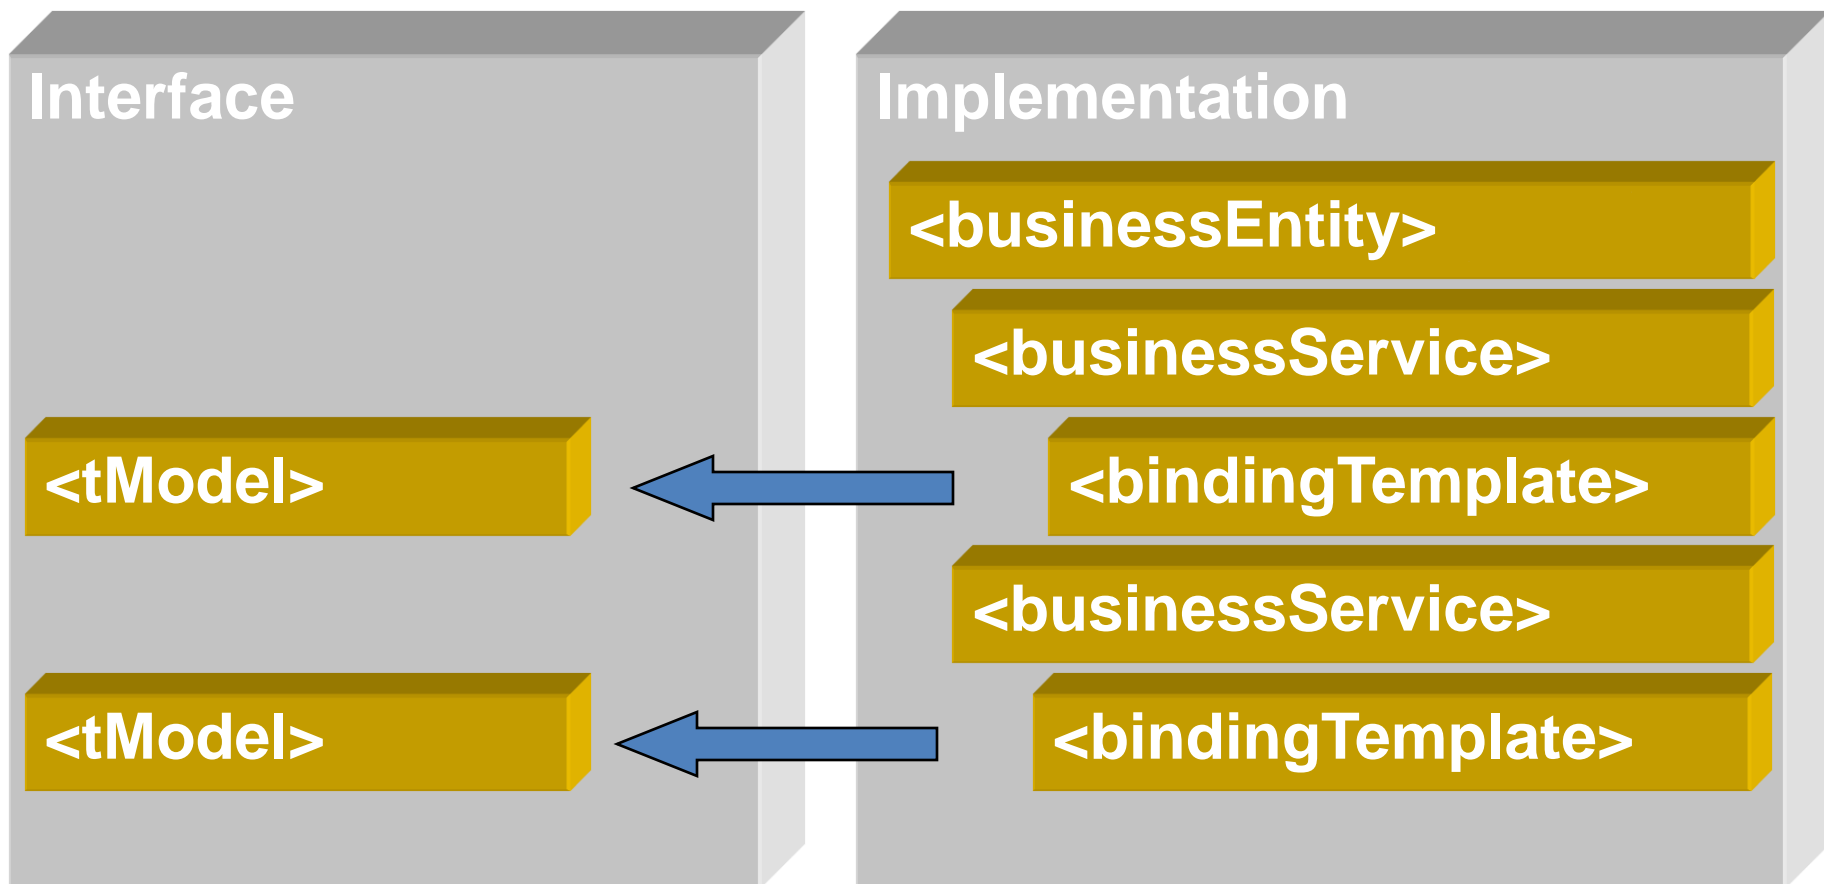 Interface
<tModel>
<tModel>
Implementation
<businessEntity>
<businessService>
<bindingTemplate>
<businessService>
<bindingTemplate>